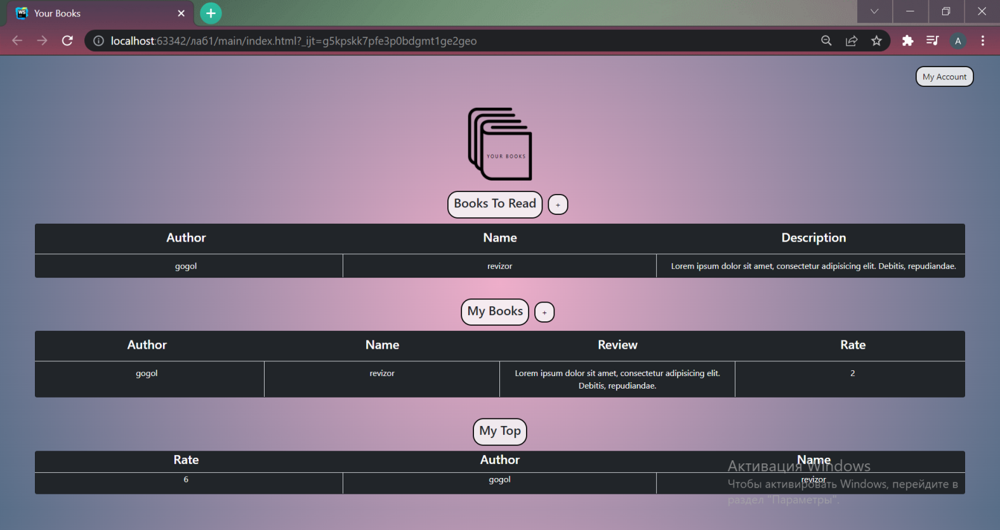 WS
Your Books
localhost:63342/ла61/main/index.html?_ijt=g5kpskk7pfe3p0bdgmt1ge2geo
A
My Account
YOUR BOOKS
Books To Read +
Author Name Description
gogol revizor Lorem ipsum dolor sit amet, consectetur adipisicing elit. Debitis, repudiandae.
My Books +
Author Name Review Rate
gogol revizor Lorem ipsum dolor sit amet, consectetur adipisicing elit. 2
Debitis, repudiandae.
My Top
Rate Author Name
6 gogol revizor
Активация Windows
Чтобы активировать Windows, перейдите в
раздел "Параметры".